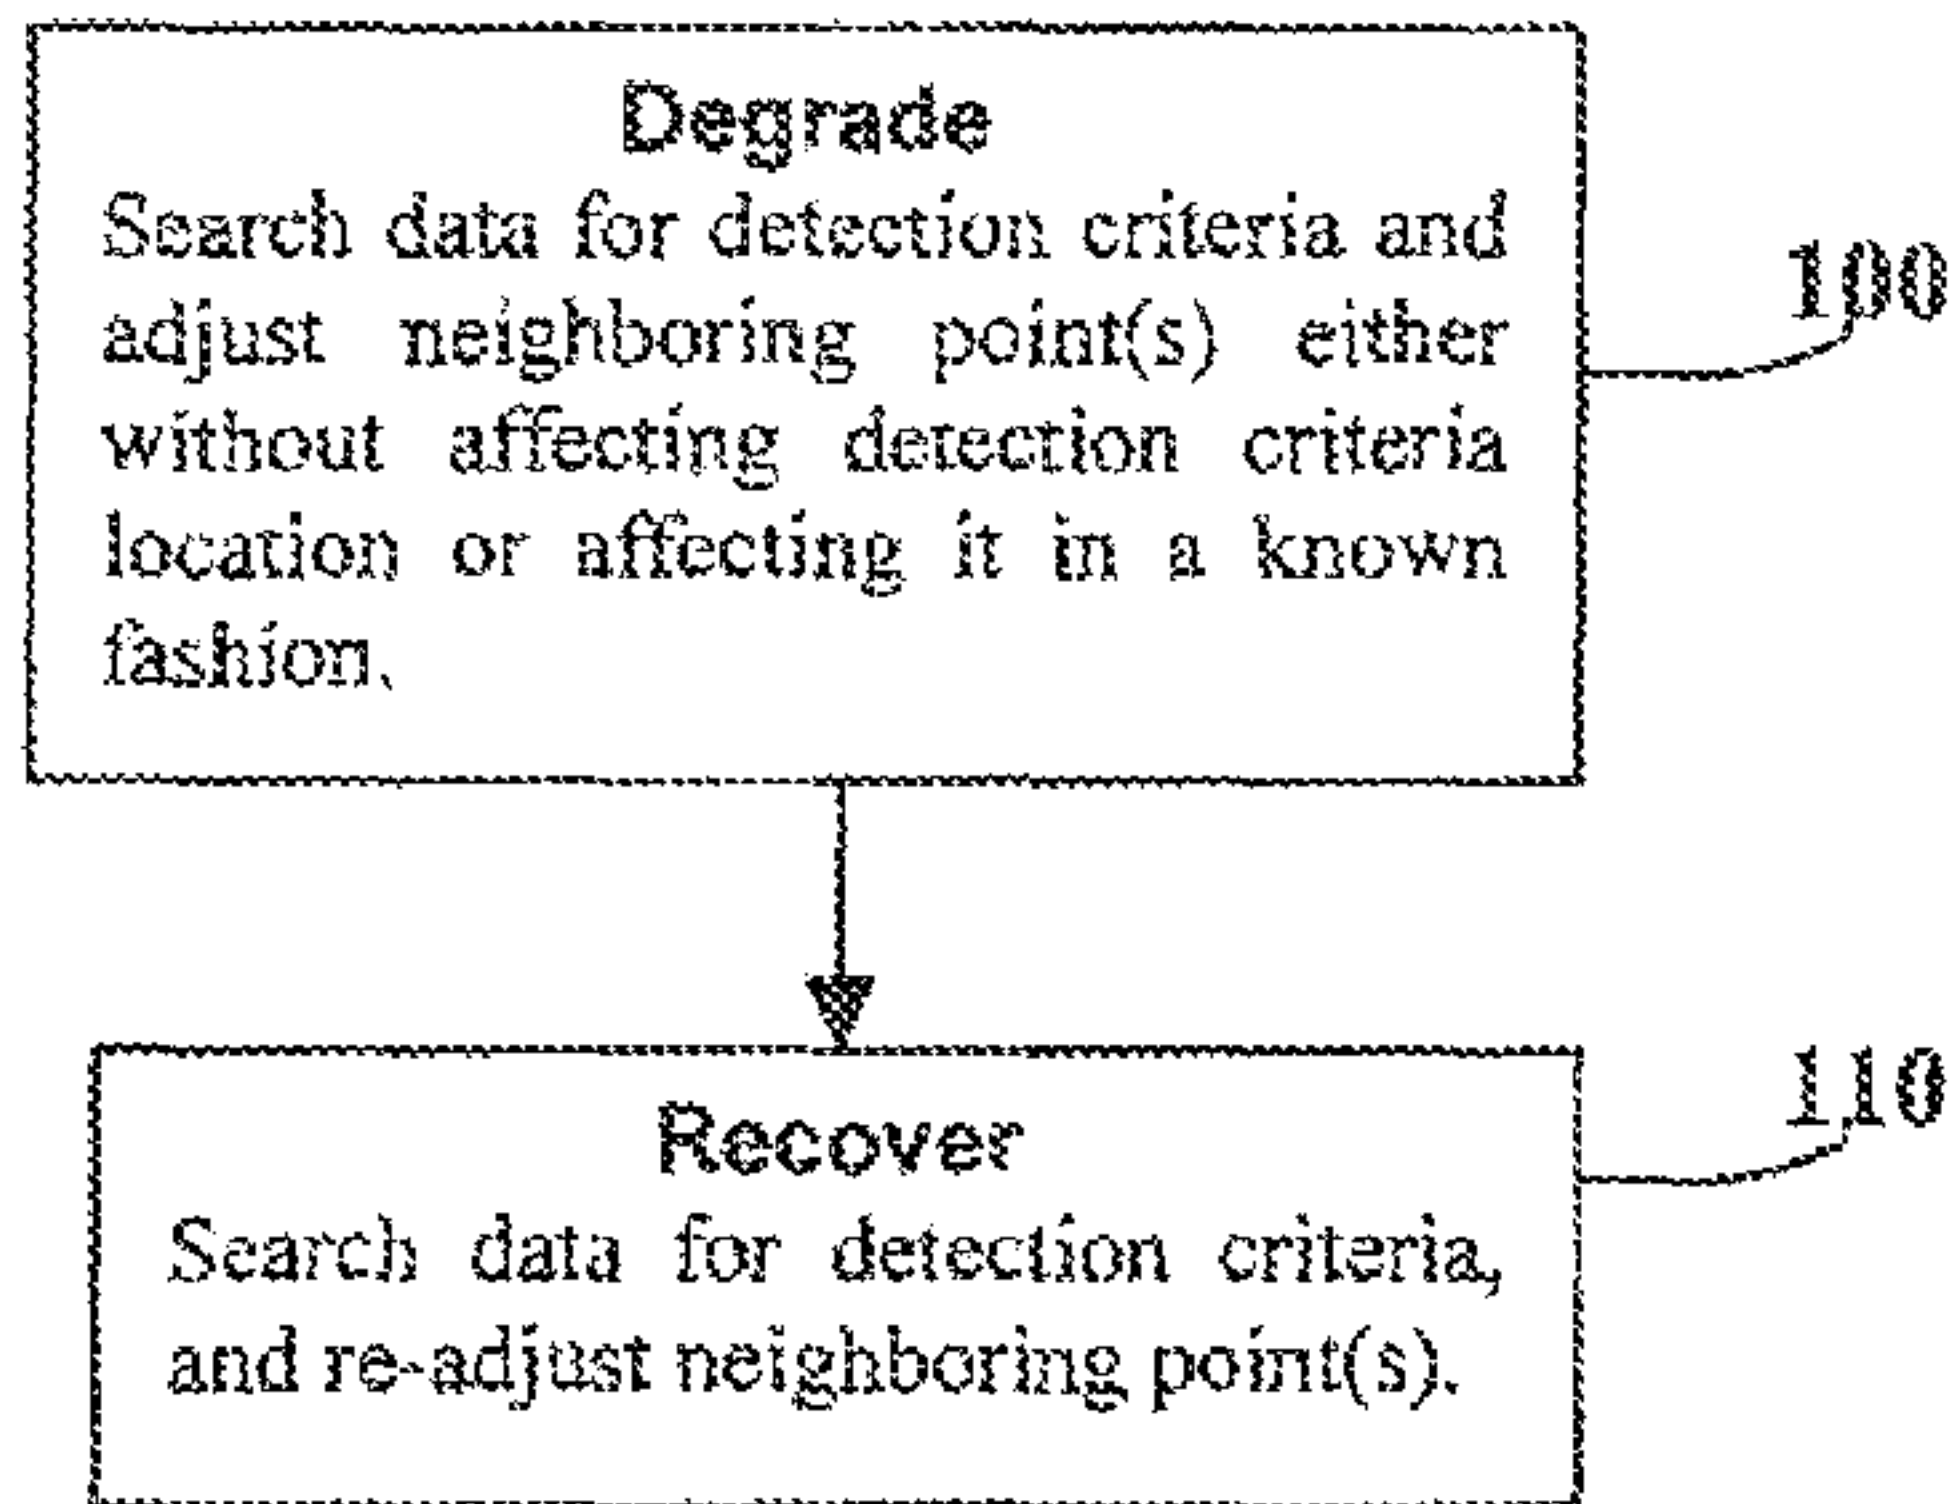 Degrade
Search data for detection criteria and
adjust neighboring point(s) either
without affecting detection criteria
location or affecting it in a known
fashion.
100
Recover
Search data for detection criteria,
and re-adjust neighboring point(s).
110